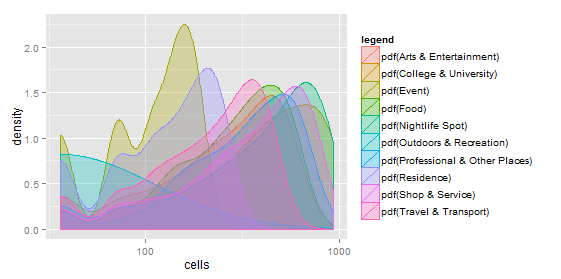 2.0
1.5
1.0
0.5
0.0
density
100
1000
cells
legend
pdf(Arts & Entertainment)
pdf(College & University)
pdf(Event)
pdf(Food)
pdf(Nightlife Spot)
pdf(Outdoors & Recreation)
pdf(Professional & Other Places)
pdf(Residence)
pdf(Shop & Service)
pdf(Travel & Transport)